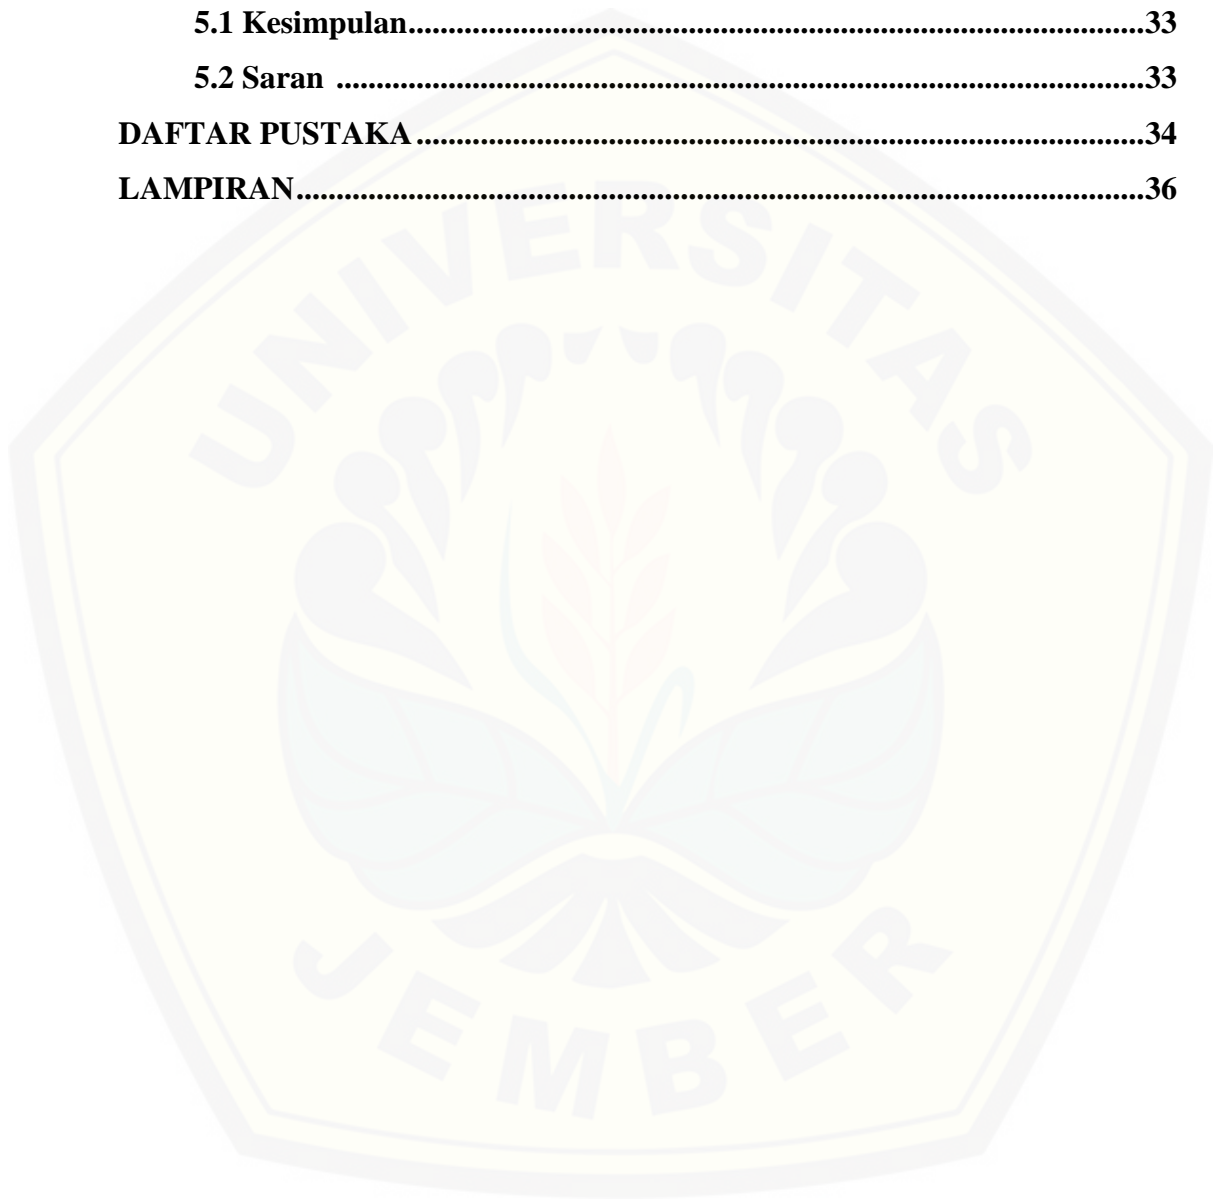 5.1 Kesimpulan..........................................................................................33
5.2 Saran ...................................................................................................33
DAFTAR PUSTAKA.........................................................................................34
LAMPIRAN........................................................................................................36
UNIVERSITAS
JEMBER